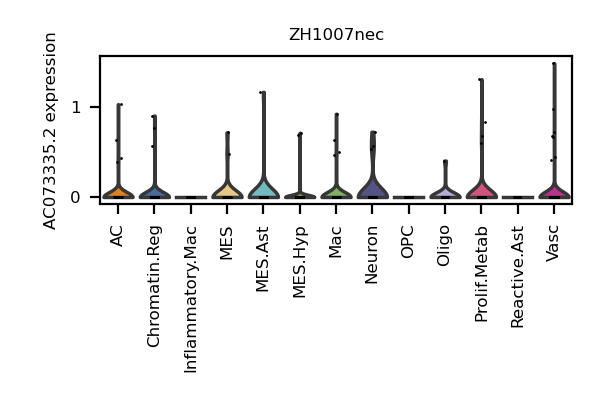 ZH1007nec
AC073335.2 expression
1
0
AC
Chromatin.Reg
Inflammatory.Mac
MES
MES.Ast
MES.Hyp
Mac
Neuron
OPC
Oligo
Prolif.Metab
Reactive.Ast
Vasc